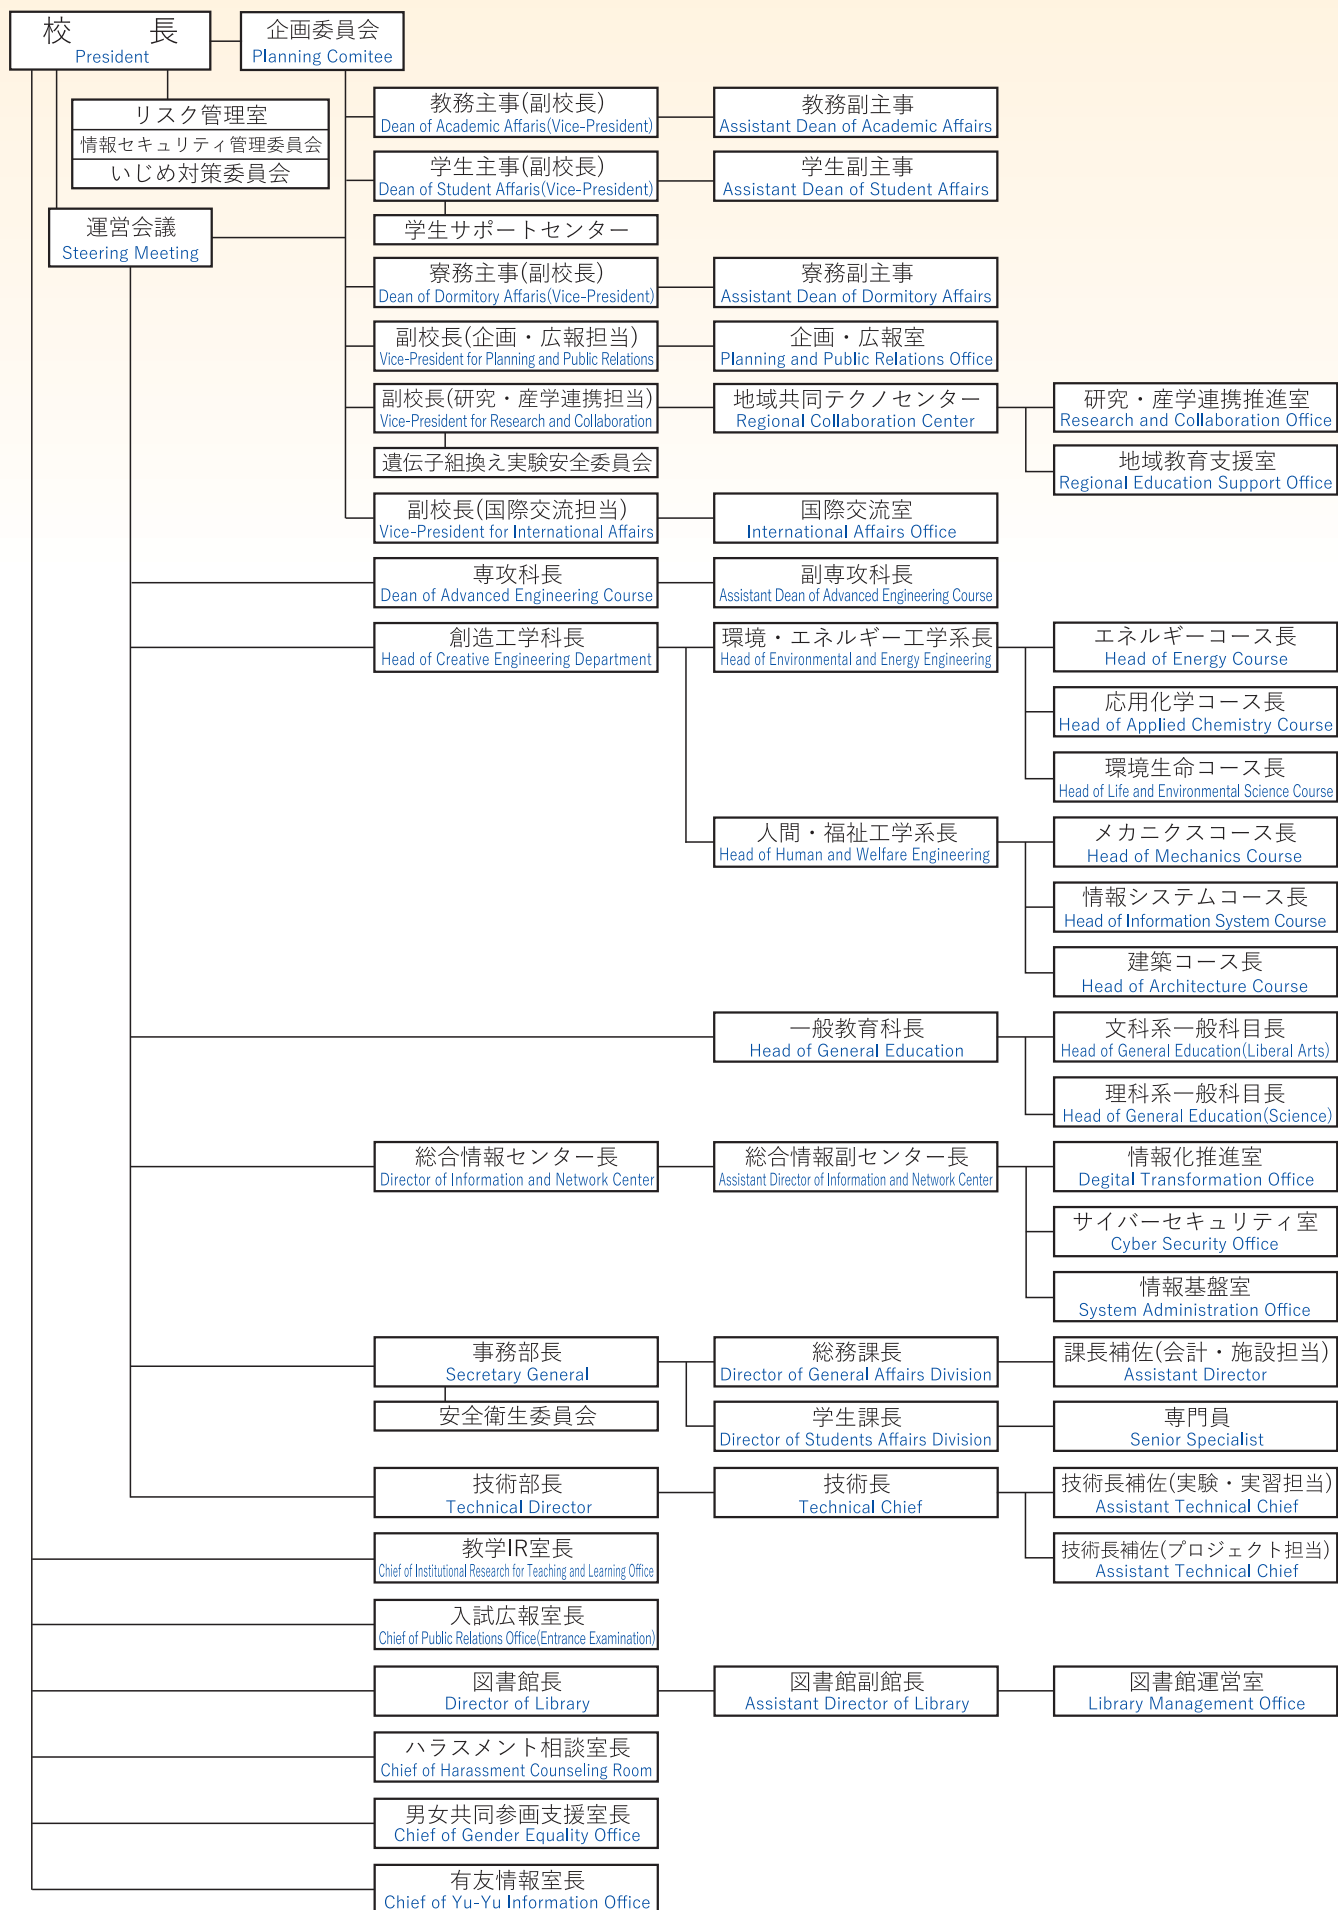 校　　　長
President
企画委員会
Planning Comitee
リスク管理室
情報セキュリティ管理委員会
いじめ対策委員会
運営会議
Steering Meeting
教務主事(副校長)
Dean of Academic Affaris(Vice-President)
教務副主事
Assistant Dean of Academic Affairs
学生主事(副校長)
Dean of Student Affaris(Vice-President)
学生副主事
Assistant Dean of Student Affairs
学生サポートセンター
寮務主事(副校長)
Dean of Dormitory Affaris(Vice-President)
寮務副主事
Assistant Dean of Dormitory Affairs
副校長(企画・広報担当)
Vice-President for Planning and Public Relations
企画・広報室
Planning and Public Relations Office
副校長(研究・産学連携担当)
Vice-President for Research and Collaboration
地域共同テクノセンター
Regional Collaboration Center
研究・産学連携推進室
Research and Collaboration Office
遺伝子組換え実験安全委員会
地域教育支援室
Regional Education Support Office
副校長(国際交流担当)
Vice-President for International Affairs
国際交流室
International Affairs Office
専攻科長
Dean of Advanced Engineering Course
副専攻科長
Assistant Dean of Advanced Engineering Course
創造工学科長
Head of Creative Engineering Department
環境・エネルギー工学系長
Head of Environmental and Energy Engineering
エネルギーコース長
Head of Energy Course
応用化学コース長
Head of Applied Chemistry Course
環境生命コース長
Head of Life and Environmental Science Course
人間・福祉工学系長
Head of Human and Welfare Engineering
メカニクスコース長
Head of Mechanics Course
情報システムコース長
Head of Information System Course
建築コース長
Head of Architecture Course
一般教育科長
Head of General Education
文科系一般科目長
Head of General Education(Liberal Arts)
理科系一般科目長
Head of General Education(Science)
総合情報センター長
Director of Information and Network Center
総合情報副センター長
Assistant Director of Information and Network Center
情報化推進室
Degital Transformation Office
サイバーセキュリティ室
Cyber Security Office
情報基盤室
System Administration Office
事務部長
Secretary General
総務課長
Director of General Affairs Division
課長補佐(会計・施設担当)
Assistant Director
安全衛生委員会
学生課長
Director of Students Affairs Division
専門員
Senior Specialist
技術部長
Technical Director
技術長
Technical Chief
技術長補佐(実験・実習担当)
Assistant Technical Chief
技術長補佐(プロジェクト担当)
Assistant Technical Chief
教学IR室長
Chief of Institutional Research for Teaching and Learning Office
入試広報室長
Chief of Public Relations Office(Entrance Examination)
図書館長
Director of Library
図書館副館長
Assistant Director of Library
図書館運営室
Library Management Office
ハラスメント相談室長
Chief of Harassment Counseling Room
男女共同参画支援室長
Chief of Gender Equality Office
有友情報室長
Chief of Yu-Yu Information Office